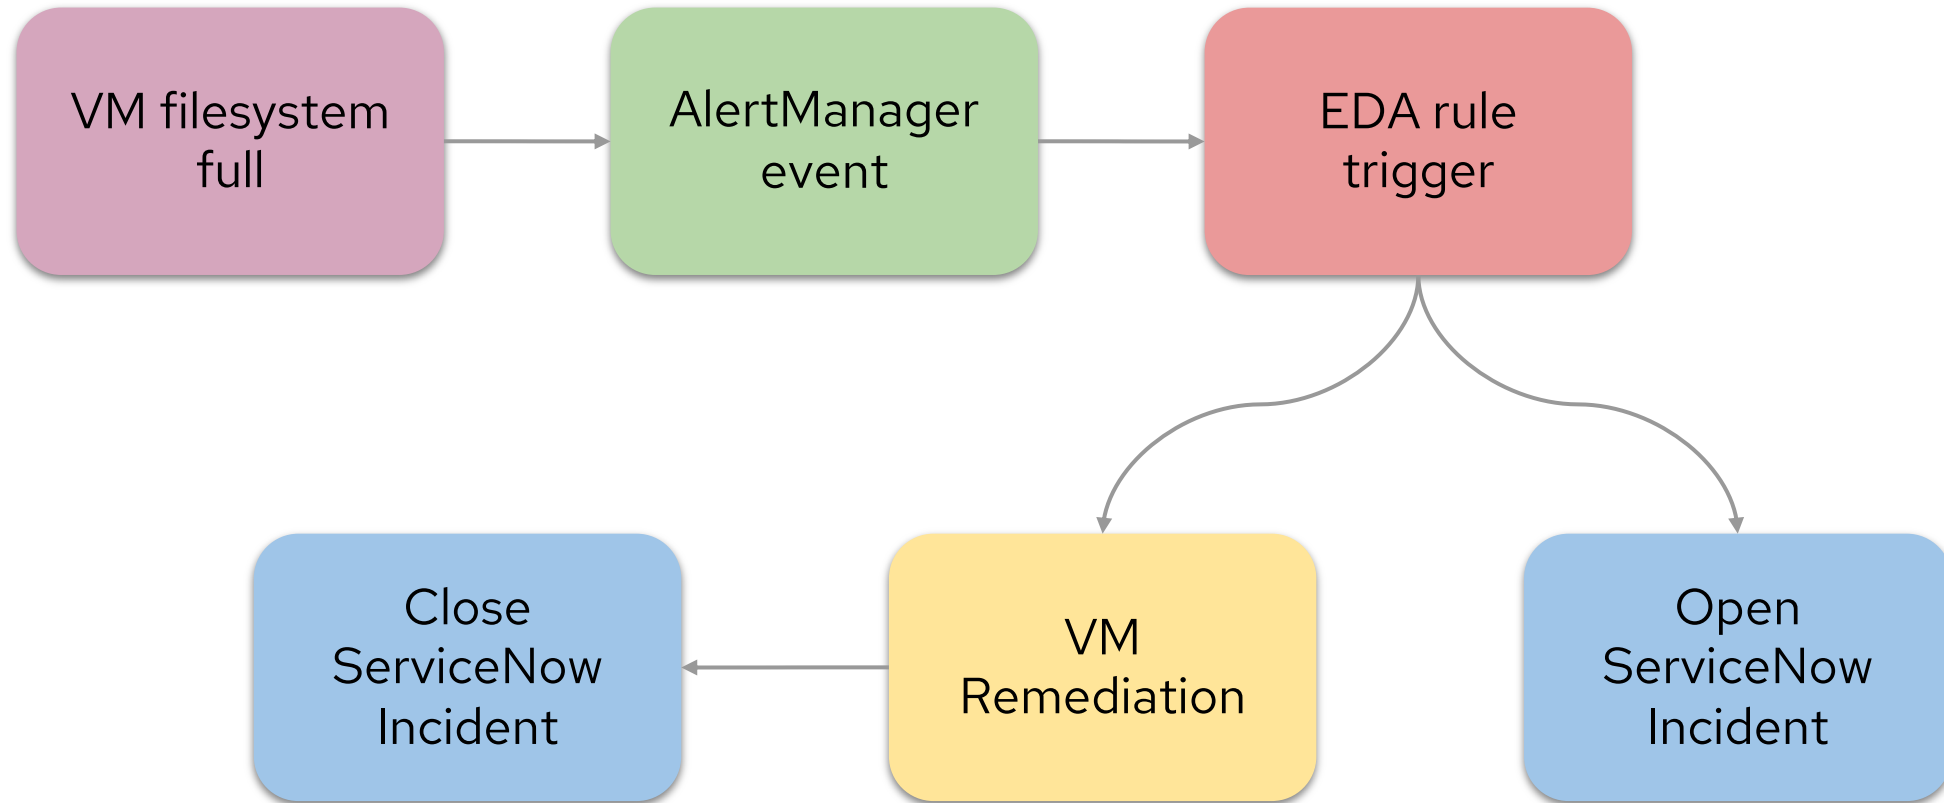 VM filesystem
full
AlertManager
event
EDA rule
trigger
Close
ServiceNow
Incident
VM
Remediation
Open
ServiceNow
Incident